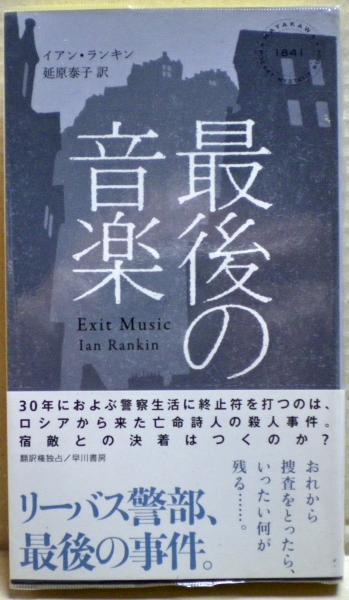 イアン・ランキン
延原泰子 訳
HAYAKAWA
1841
最後の
音楽
Exit Music
Ian Rankin
30年におよぶ警察生活に終止符を打つのは、
ロシアから来た亡命詩人の殺人事件。
宿敵との決着はつくのか?
翻訳権独占/早川書房
おれから
捜査をとったら、
いったい何が
残る……。
リーバス警部、
最後の事件。